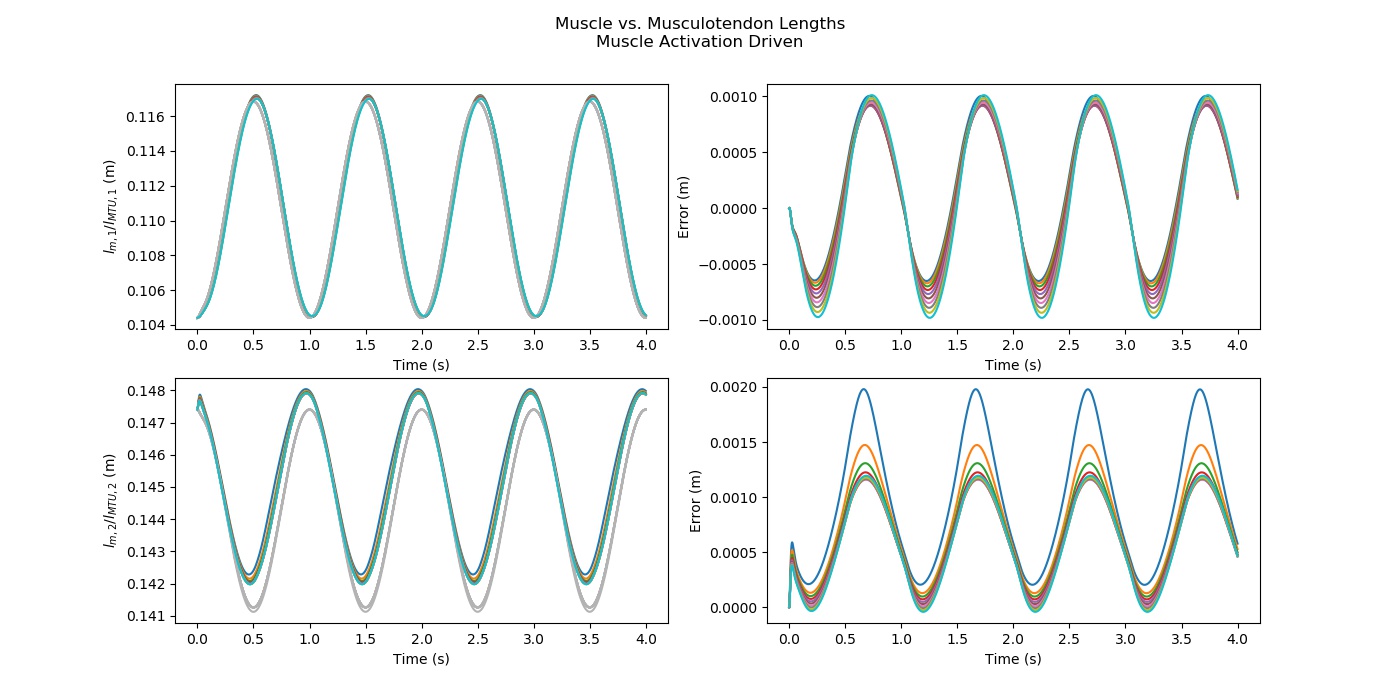 Muscle vs. Musculotendon Lengths
Muscle Activation Driven
l_{m,1}/l_{MTU,1} (m)
0.116
0.114
0.112
0.110
0.108
0.106
0.104
0.0 0.5 1.0 1.5 2.0 2.5 3.0 3.5 4.0
Time (s)
Error (m)
0.0010
0.0005
0.0000
−0.0005
−0.0010
0.0 0.5 1.0 1.5 2.0 2.5 3.0 3.5 4.0
Time (s)
l_{m,2}/l_{MTU,2} (m)
0.148
0.147
0.146
0.145
0.144
0.143
0.142
0.141
0.0 0.5 1.0 1.5 2.0 2.5 3.0 3.5 4.0
Time (s)
Error (m)
0.0020
0.0015
0.0010
0.0005
0.0000
0.0 0.5 1.0 1.5 2.0 2.5 3.0 3.5 4.0
Time (s)